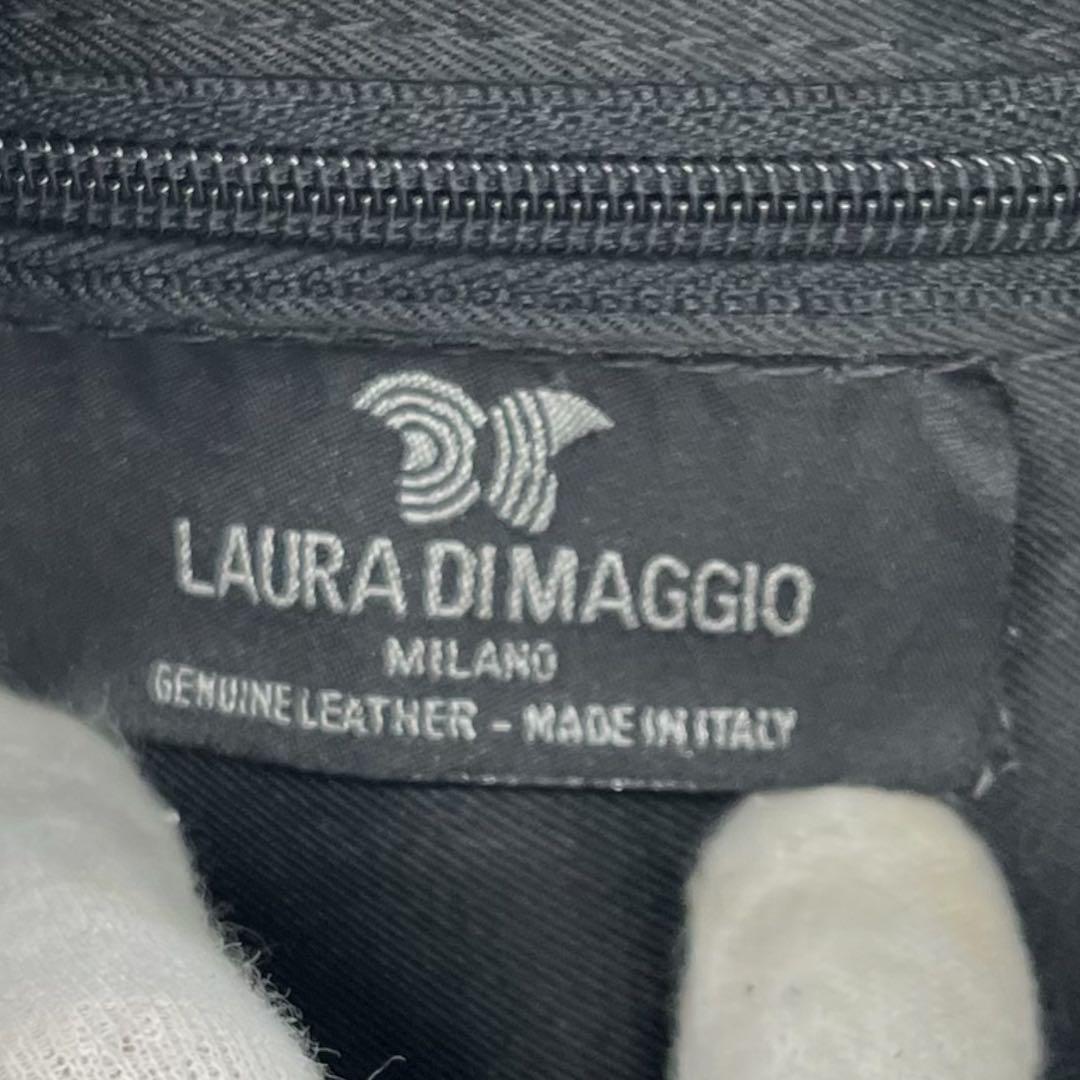 LAURA DI MAGGIO
MILANO
GENUINE LEATHER - MADE IN ITALY